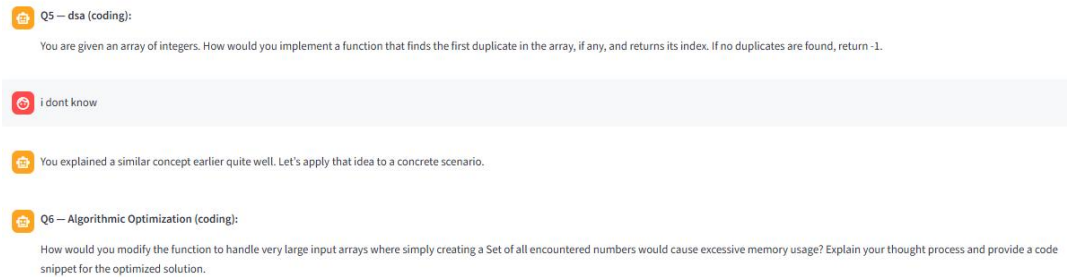 Q5 — dsa (coding):
You are given an array of integers. How would you implement a function that finds the first duplicate in the array, if any, and returns its index. If no duplicates are found, return -1.
i dont know
You explained a similar concept earlier quite well. Let's apply that idea to a concrete scenario.
Q6 — Algorithmic Optimization (coding):
How would you modify the function to handle very large input arrays where simply creating a Set of all encountered numbers would cause excessive memory usage? Explain your thought process and provide a code
snippet for the optimized solution.